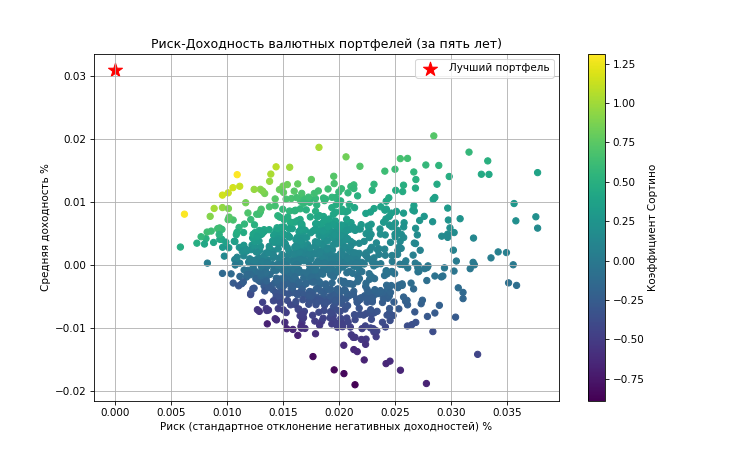 Риск-Доходность валютных портфелей (за пять лет)
Лучший портфель
Средняя доходность %
0.03
0.02
0.01
0.00
−0.01
−0.02
0.000 0.005 0.010 0.015 0.020 0.025 0.030 0.035
Риск (стандартное отклонение негативных доходностей) %
1.25
1.00
0.75
0.50
0.25
0.00
−0.25
−0.50
−0.75
Коэффициент Сортино